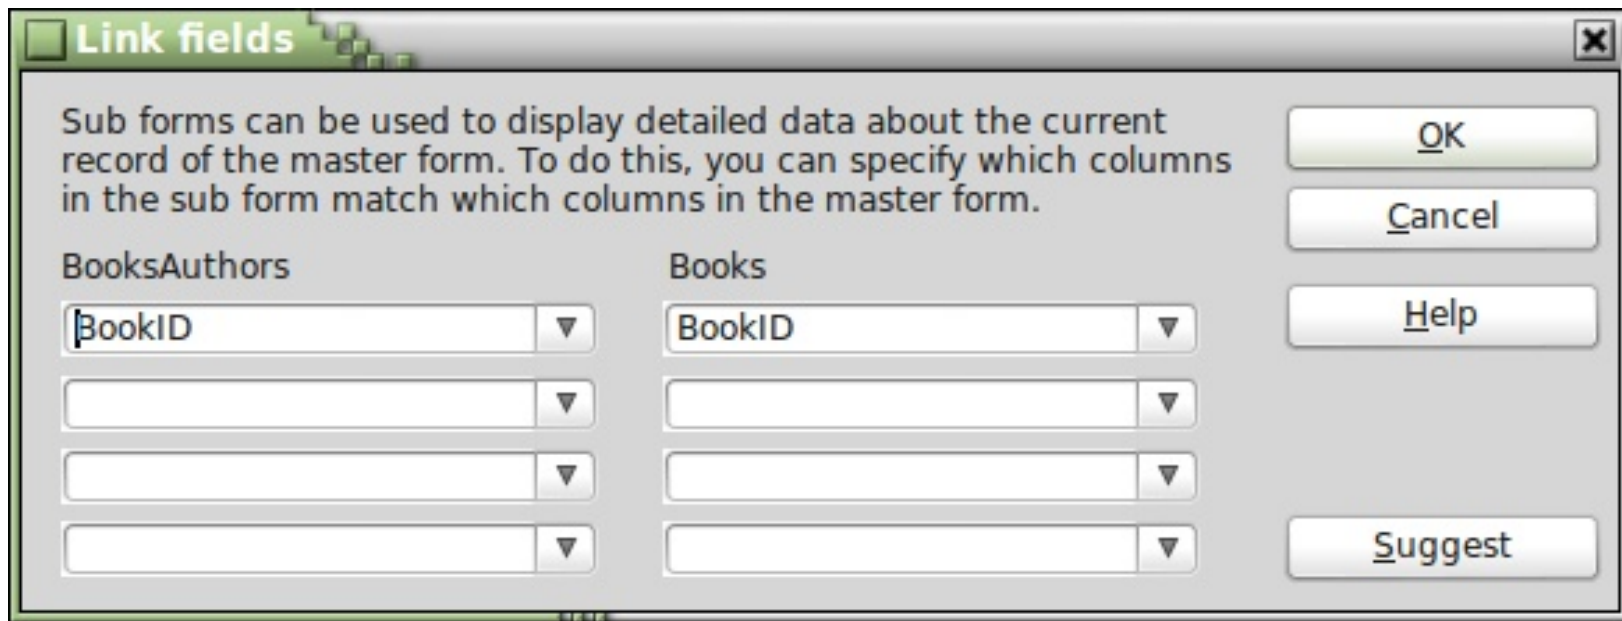 Link fields
Sub forms can be used to display detailed data about the current
record of the master form. To do this, you can specify which columns
in the sub form match which columns in the master form.
OK
Cancel
BooksAuthors
Books
BookID
BookID
Help
Suggest